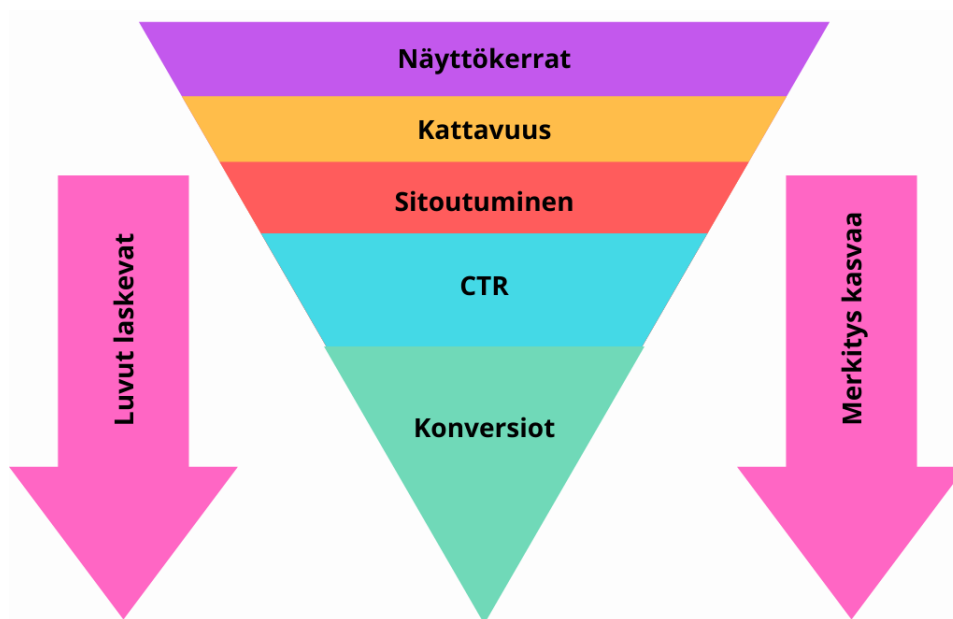 Näyttökerrat
Kattavuus
Sitoutuminen
CTR
Konversiot
Luvut laskevat
Merkitys kasvaa